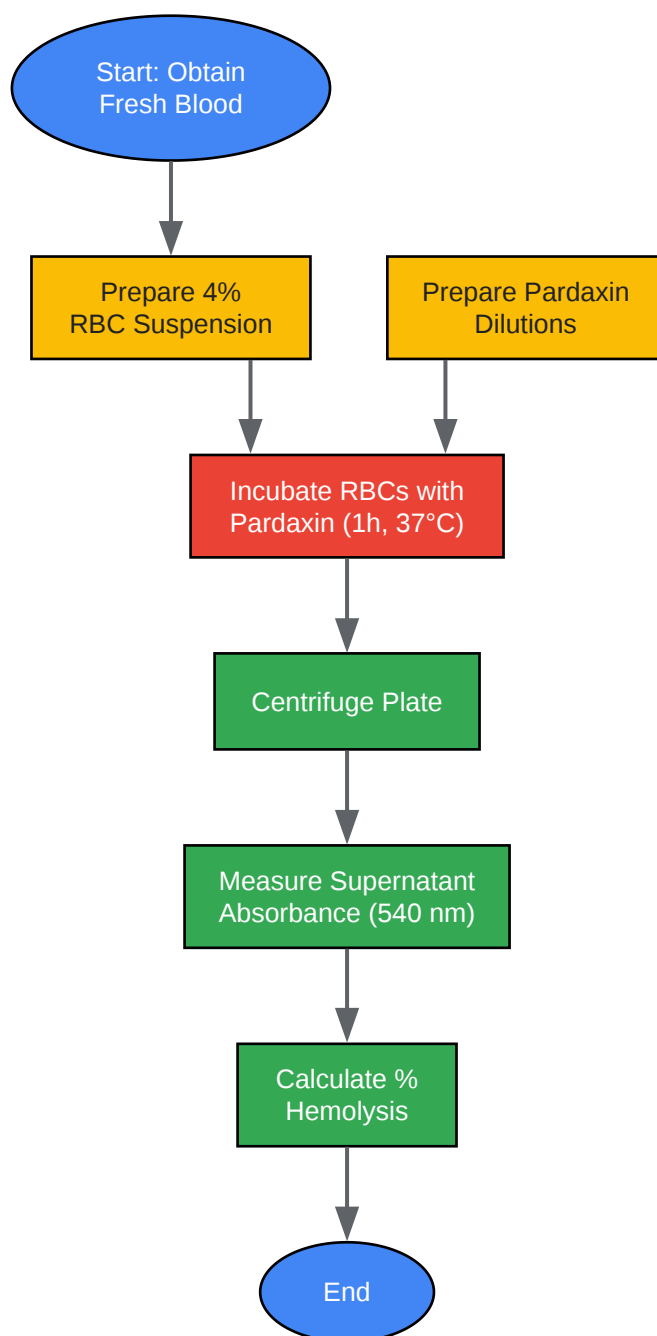 Start: Obtain
Fresh Blood
Prepare 4%
RBC Suspension
Prepare Pardaxin
Dilutions
Incubate RBCs with
Pardaxin (1h, 37°C)
Centrifuge Plate
Measure Supernatant
Absorbance (540 nm)
Calculate %
Hemolysis
End